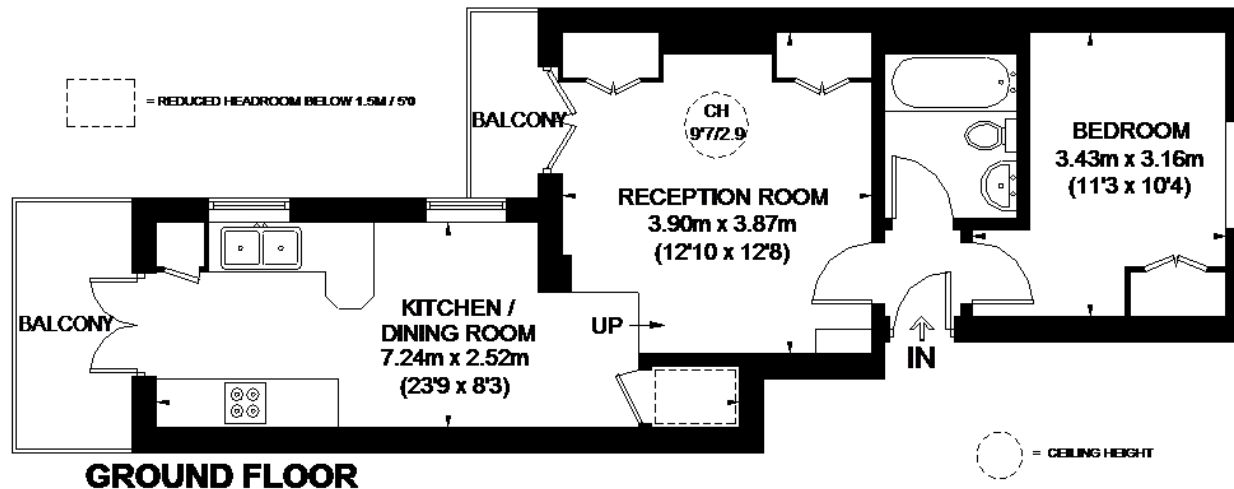 = REDUCED HEADROOM BELOW 1.5M / 5'0
BALCONY
CH
9'7/2.9
BEDROOM
3.43m x 3.16m
(11'3 x 10'4)
RECEPTION ROOM
3.90m x 3.87m
(12'10 x 12'8)
BALCONY
KITCHEN /
DINING ROOM
7.24m x 2.52m
(23'9 x 8'3)
UP
IN
= CEILING HEIGHT
GROUND FLOOR